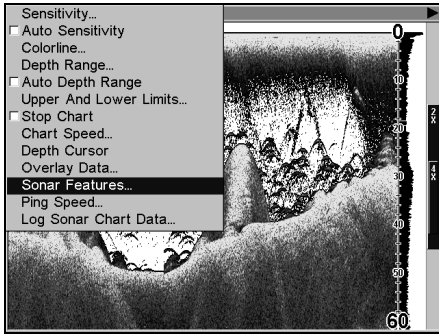 Sensitivity...
Auto Sensitivity
Colorline...
Depth Range...
Auto Depth Range
Upper And Lower Limits...
Stop Chart
Chart Speed...
Depth Cursor
Overlay Data...
Sonar Features...
Ping Speed...
Log Sonar Chart Data...
0
10
20
30
40
50
60
2X
4X